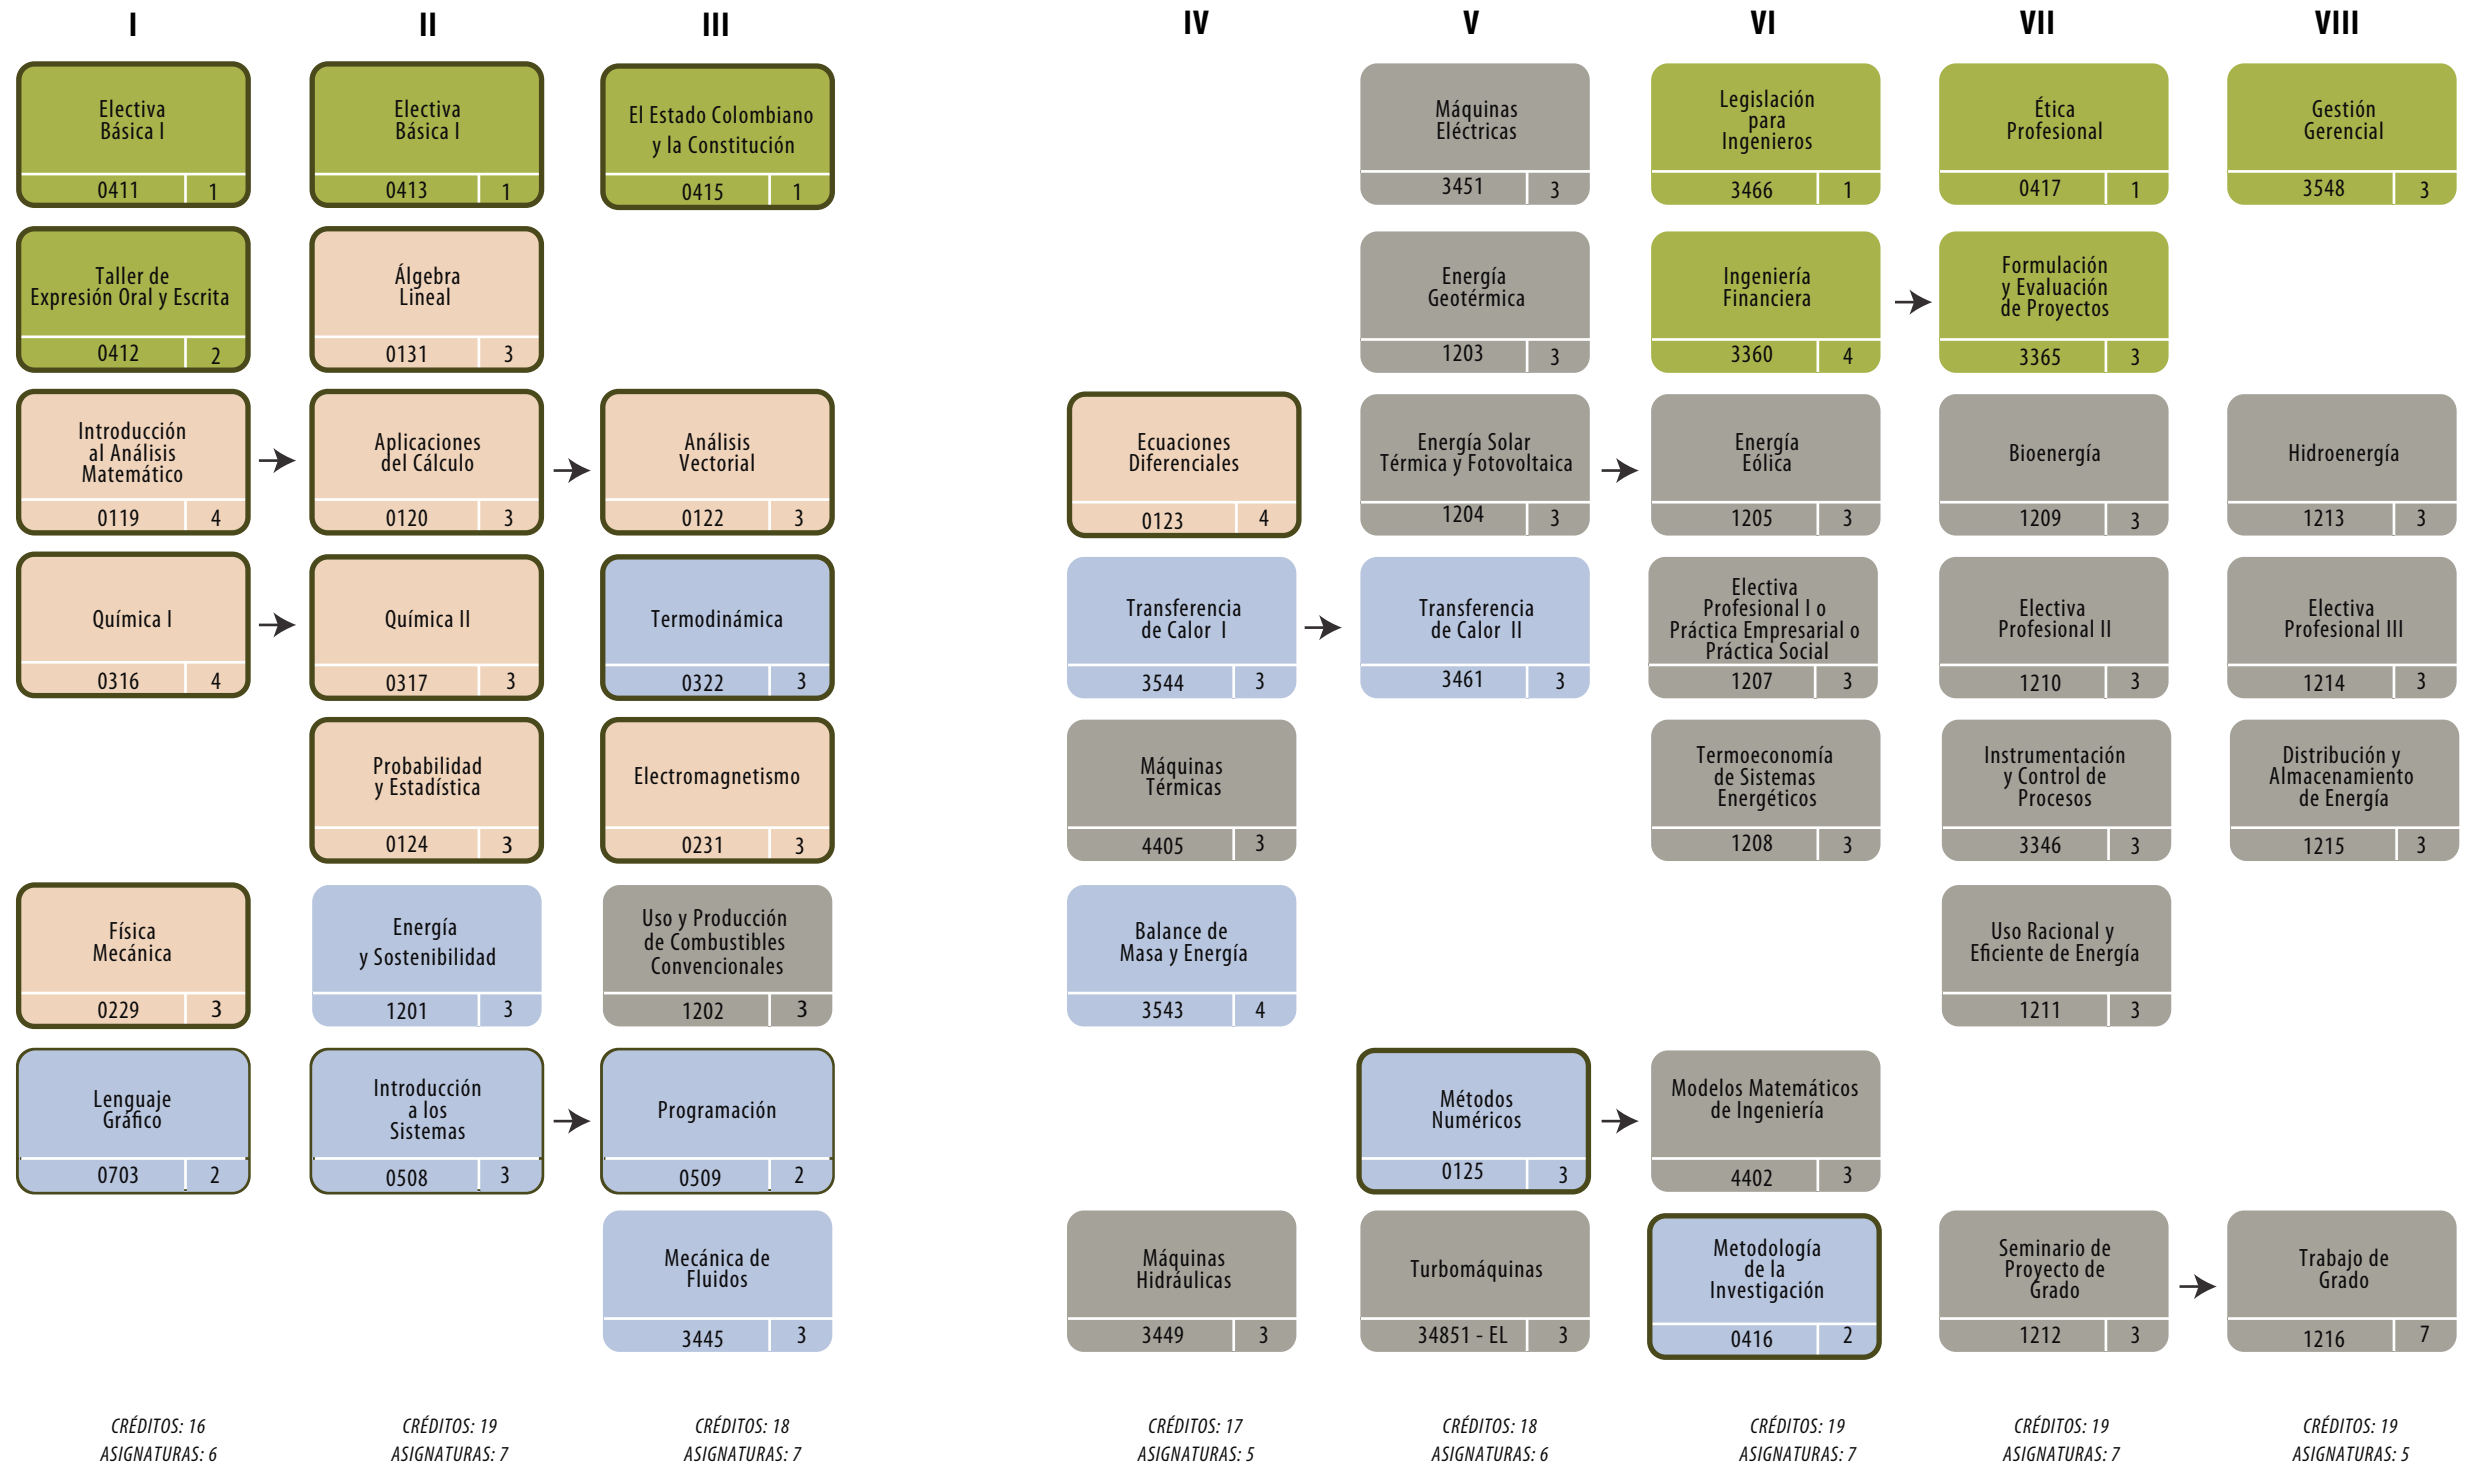 I
II
III
IV
V
VI
VII
VIII
Electiva
Básica I
0411 1
Taller de
Expresión Oral y Escrita
0412 2
Introducción
al Análisis
Matemático
0119 4
Química I
0316 4
Física
Mecánica
0229 3
Lenguaje
Gráfico
0703 2
CRÉDITOS: 16
ASIGNATURAS: 6
Electiva
Básica I
0413 1
Álgebra
Lineal
0131 3
Aplicaciones
del Cálculo
0120 3
Química II
0317 3
Probabilidad
y Estadística
0124 3
Energía
y Sostenibilidad
1201 3
Introducción
a los
Sistemas
0508 3
CRÉDITOS: 19
ASIGNATURAS: 7
El Estado Colombiano
y la Constitución
0415 1
Análisis
Vectorial
0122 3
Termodinámica
0322 3
Electromagnetismo
0231 3
Uso y Producción
de Combustibles
Convencionales
1202 3
Programación
0509 2
Mecánica de
Fluidos
3445 3
CRÉDITOS: 18
ASIGNATURAS: 7
Ecuaciones
Diferenciales
0123 4
Transferencia
de Calor I
3544 3
Máquinas
Térmicas
4405 3
Balance de
Masa y Energía
3543 4
Máquinas
Hidráulicas
3449 3
CRÉDITOS: 17
ASIGNATURAS: 5
Máquinas
Eléctricas
3451 3
Energía
Geotérmica
1203 3
Energía Solar
Térmica y Fotovoltaica
1204 3
Transferencia
de Calor II
3461 3
Métodos
Numéricos
0125 3
Turbomáquinas
34851 - EL 3
CRÉDITOS: 18
ASIGNATURAS: 6
Legislación
para
Ingenieros
3466 1
Ingeniería
Financiera
3360 4
Energía
Eólica
1205 3
Electiva
Profesional I o
Práctica Empresarial o
Práctica Social
1207 3
Termoeconomía
de Sistemas
Energéticos
1208 3
Modelos Matemáticos
de Ingeniería
4402 3
Metodología
de la
Investigación
0416 2
CRÉDITOS: 19
ASIGNATURAS: 7
Ética
Profesional
0417 1
Formulación
y Evaluación
de Proyectos
3365 3
Bioenergía
1209 3
Electiva
Profesional II
1210 3
Instrumentación
y Control de
Procesos
3346 3
Uso Racional y
Eficiente de Energía
1211 3
Seminario de
Proyecto de
Grado
1212 3
CRÉDITOS: 19
ASIGNATURAS: 7
Gestión
Gerencial
3548 3
Hidroenergía
1213 3
Electiva
Profesional III
1214 3
Distribución y
Almacenamiento
de Energía
1215 3
Trabajo de
Grado
1216 7
CRÉDITOS: 19
ASIGNATURAS: 5